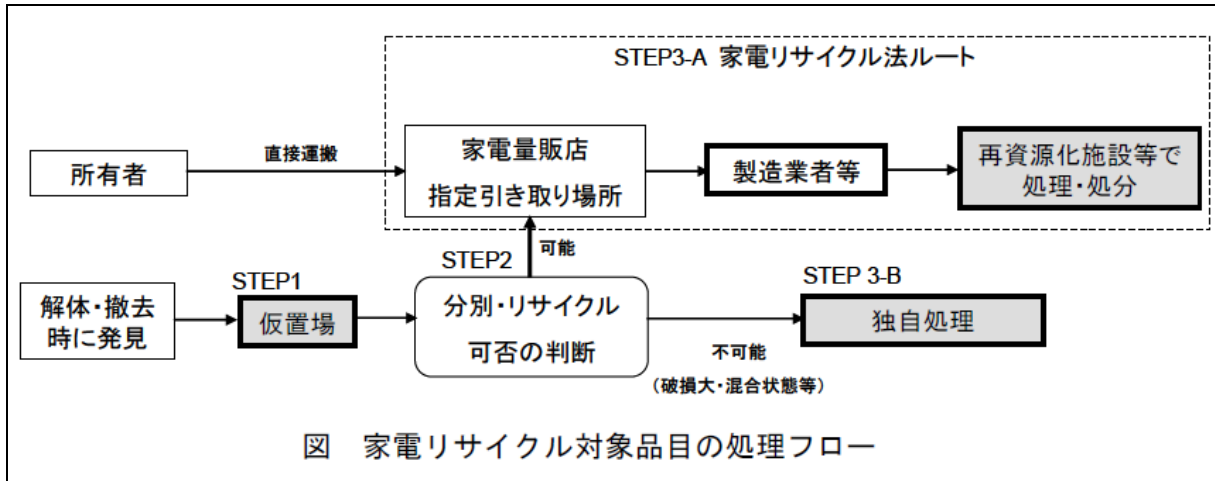 STEP3-A 家電リサイクル法ルート
所有者
直接運搬
家電量販店
指定引き取り場所
製造業者等
再資源化施設等で
処理・処分
可能
STEP2
STEP1
STEP 3-B
解体・撤去
時に発見
仮置場
分別・リサイクル
可否の判断
独自処理
不可能
（破損大・混合状態等）
図 家電リサイクル対象品目の処理フロー